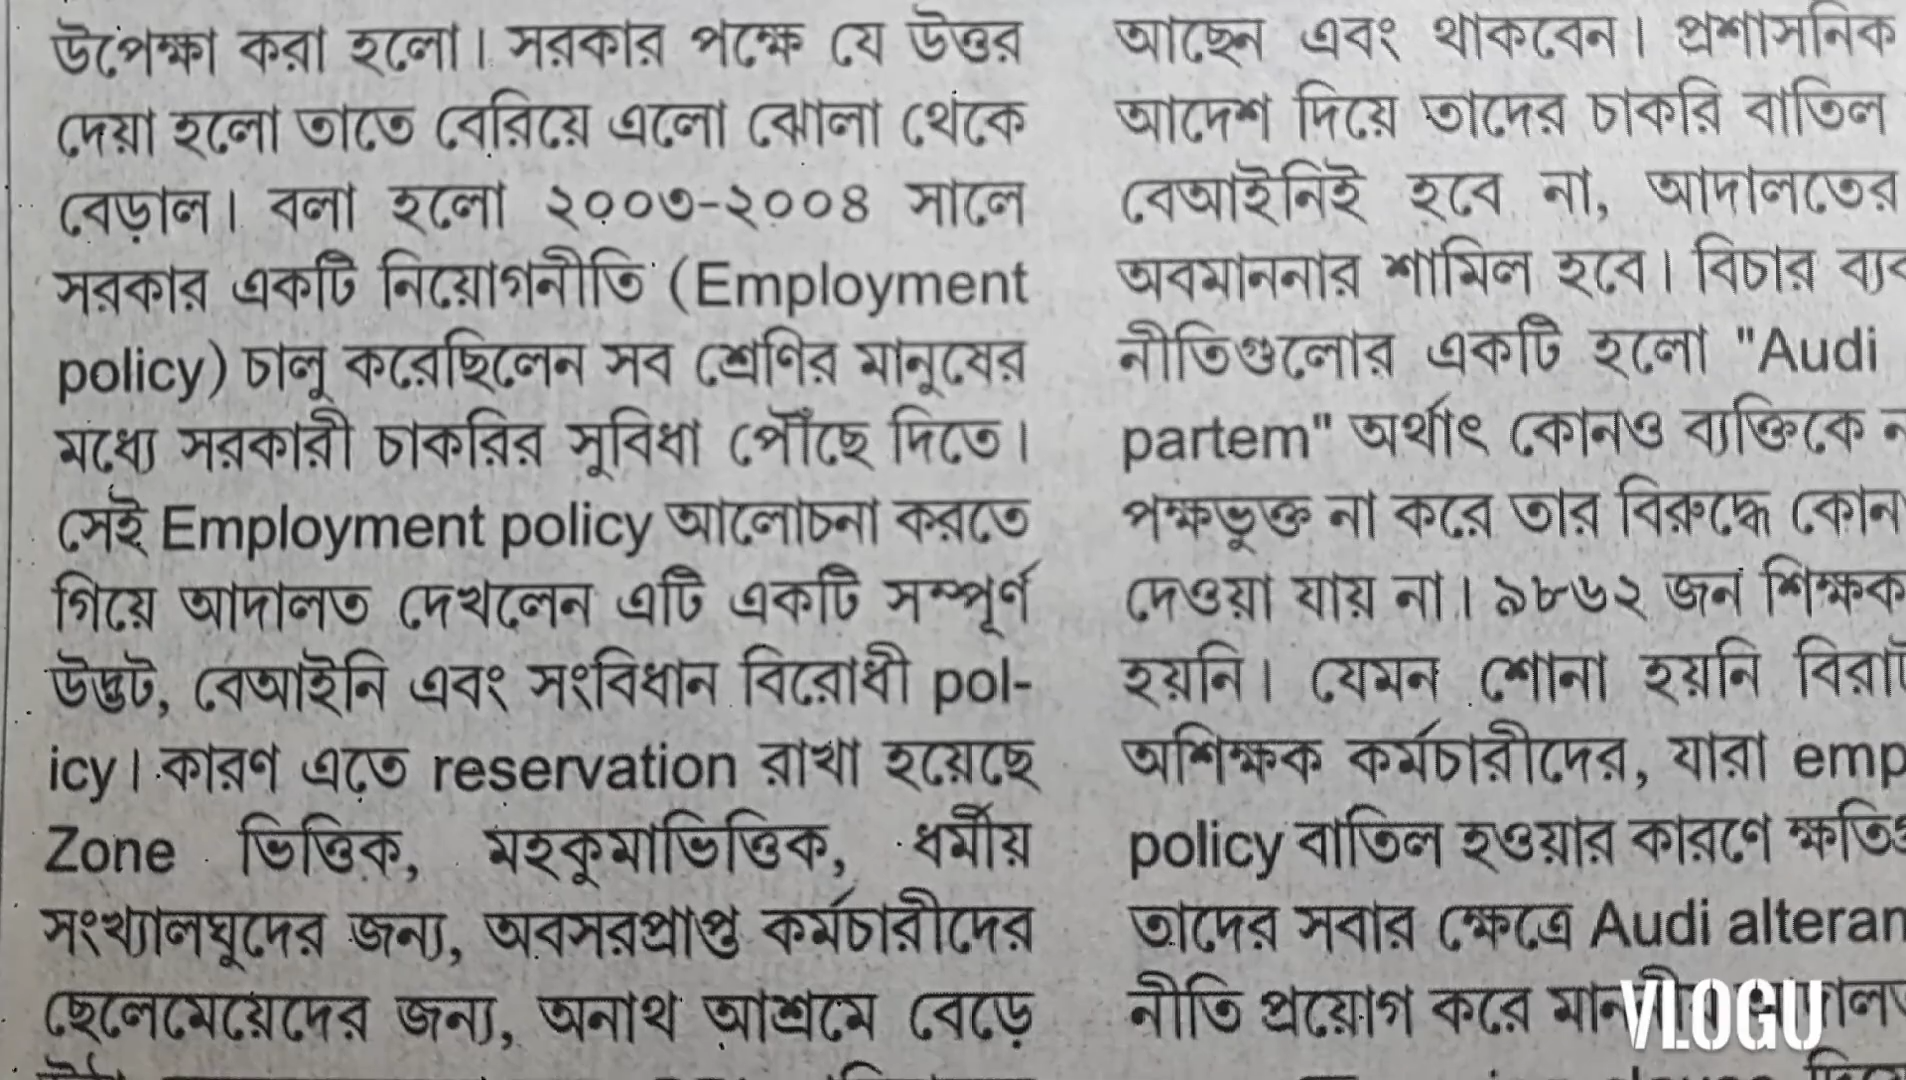 উপেক্ষা করা হলো। সরকার পক্ষে যে উত্তর
দেয়া হলো তাতে বেরিয়ে এলো ঝোলা থেকে
বেড়াল। বলা হলো ২০০৩-২০০৪ সালে
সরকার একটি নিয়োগনীতি (Employment
policy) চালু করেছিলেন সব শ্রেণির মানুষের
মধ্যে সরকারী চাকরির সুবিধা পৌঁছে দিতে।
সেই Employment policy আলোচনা করতে
গিয়ে আদালত দেখলেন এটি একটি সম্পূর্ণ
উদ্ভট, বেআইনি এবং সংবিধান বিরোধী pol-
icy। কারণ এতে reservation রাখা হয়েছে
Zone ভিত্তিক, মহকুমাভিত্তিক, ধর্মীয়
সংখ্যালঘুদের জন্য, অবসরপ্রাপ্ত কর্মচারীদের
ছেলেমেয়েদের জন্য, অনাথ আশ্রমে বেড়ে
আছেন এবং থাকবেন। প্রশাসনিক
আদেশ দিয়ে তাদের চাকরি বাতিল
বেআইনিই হবে না, আদালতের
অবমাননার শামিল হবে। বিচার
নীতিগুলোর একটি হলো "Audi
partem" অর্থাৎ কোনও ব্যক্তিকে
পক্ষভুক্ত না করে তার বিরুদ্ধে কোন
দেওয়া যায় না। ৯৮৬২ জন শিক্ষক
হয়নি। যেমন শোনা হয়নি
অশিক্ষক কর্মচারীদের, যারা emp
policy বাতিল হওয়ার কারণে
তাদের সবার ক্ষেত্রে Audi alteran
নীতি প্রয়োগ করে
VLOGU